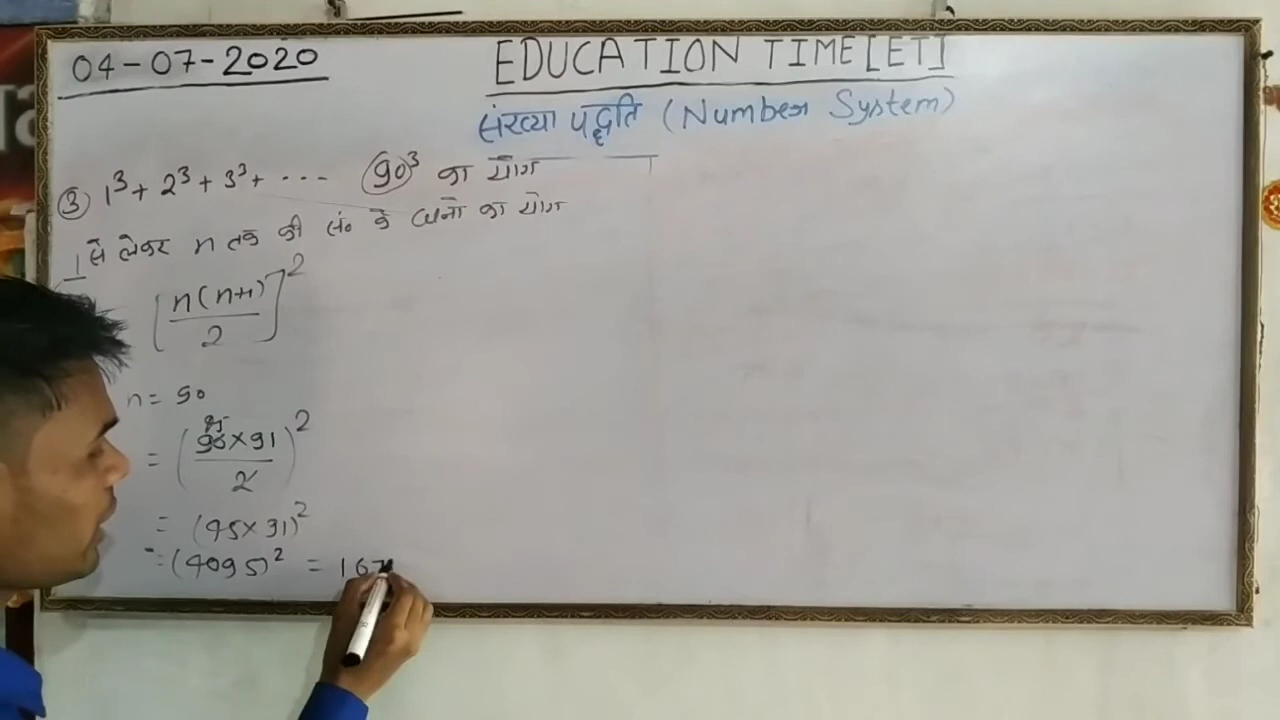 04-07-2020
EDUCATION TIME[ET]
संख्या पद्धति (Number System)
③ 1³ + 2³ + 3³ + ... 90³ का योग
1 से लेकर n तक की सं० के घनो का योग
[n(n+1)/2]²
n = 90
= (90×91/2)²
= (45×91)²
= (4095)² = 167